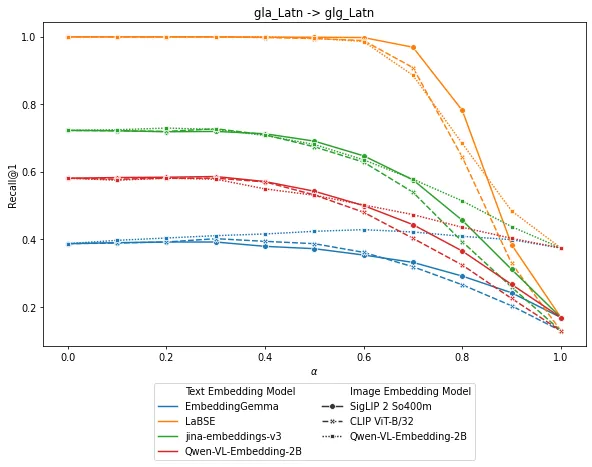 gla_Latn -> glg_Latn
Recall@1
1.0
0.8
0.6
0.4
0.2
0.0 0.2 0.4 0.6 0.8 1.0
α
Text Embedding Model Image Embedding Model
EmbeddingGemma SigLIP 2 So400m
LaBSE CLIP ViT-B/32
jina-embeddings-v3 Qwen-VL-Embedding-2B
Qwen-VL-Embedding-2B